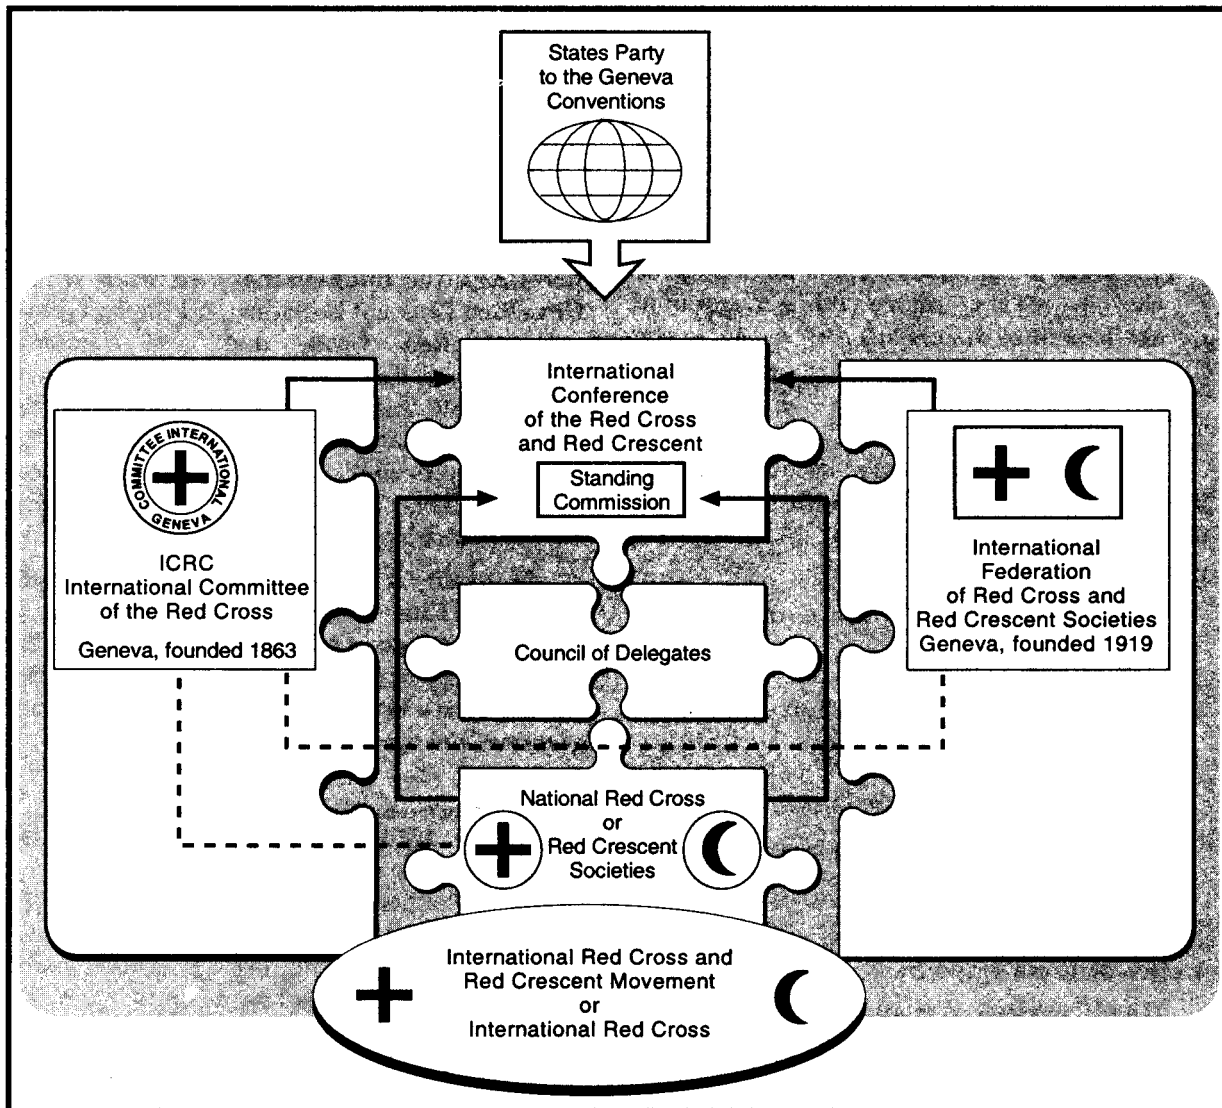 States Party
to the Geneva
Conventions
International
Conference
of the Red Cross
and Red Crescent
Standing
Commission
COMMITTEE INTERNATIONAL
GENEVA
ICRC
International Committee
of the Red Cross
Geneva, founded 1863
International
Federation
of Red Cross and
Red Crescent Societies
Geneva, founded 1919
Council of Delegates
National Red Cross
or
Red Crescent
Societies
International Red Cross and
Red Crescent Movement
or
International Red Cross